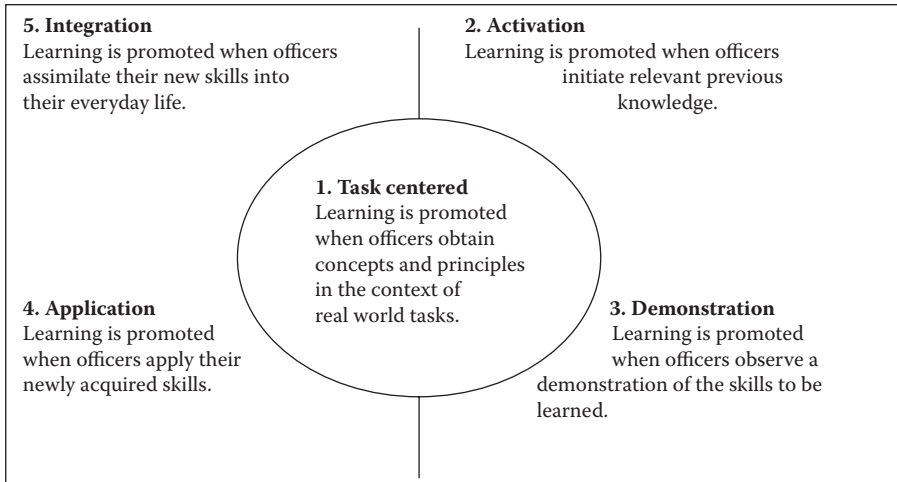 5. Integration
Learning is promoted when officers
assimilate their new skills into
their everyday life.
2. Activation
Learning is promoted when officers
initiate relevant previous
knowledge.
1. Task centered
Learning is promoted
when officers obtain
concepts and principles
in the context of
real world tasks.
4. Application
Learning is promoted
when officers apply their
newly acquired skills.
3. Demonstration
Learning is promoted
when officers observe a
demonstration of the skills to be
learned.